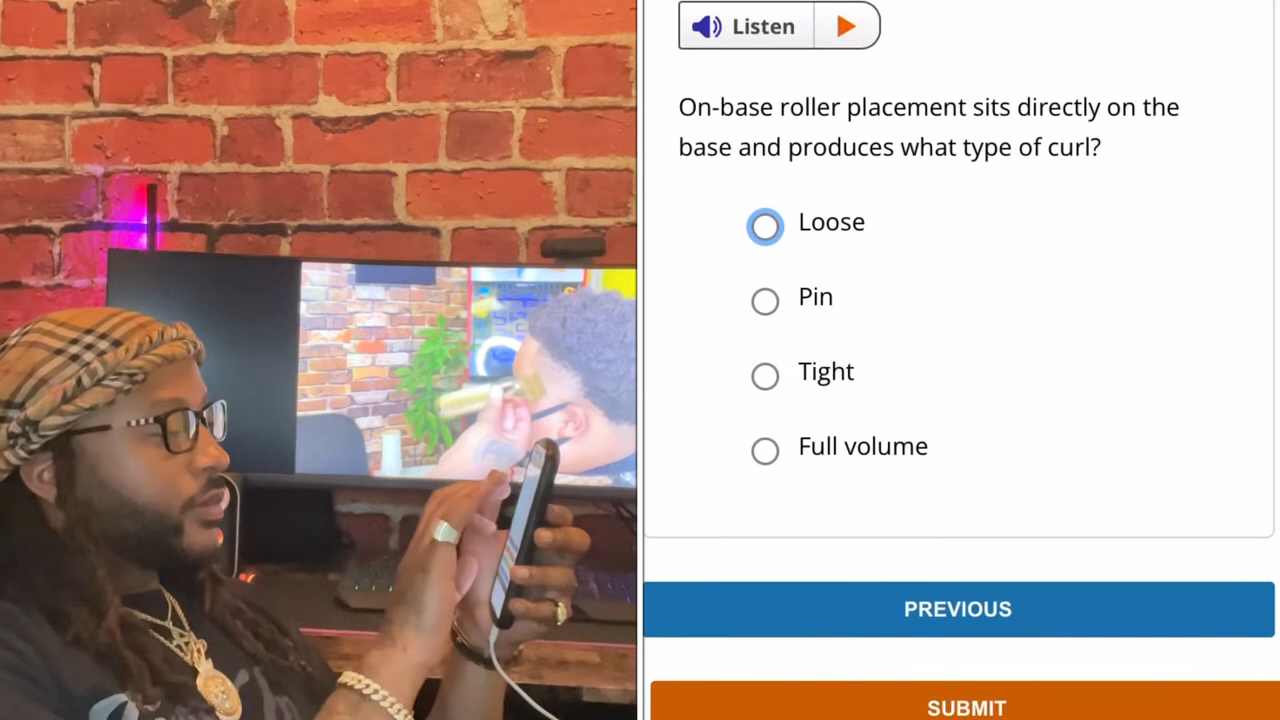 Listen
On-base roller placement sits directly on the
base and produces what type of curl?
Loose
Pin
Tight
Full volume
PREVIOUS
SUBMIT